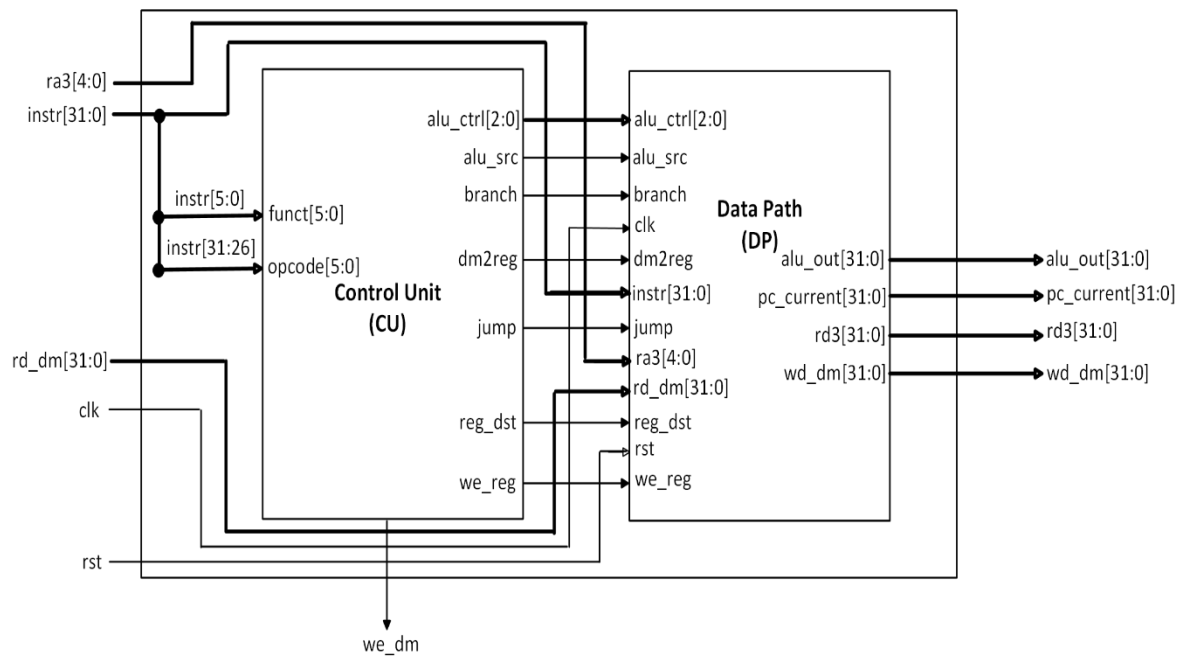 ra3[4:0]
instr[31:0]
instr[5:0]
instr[31:26]
rd_dm[31:0]
clk
rst
funct[5:0]
opcode[5:0]
Control Unit
(CU)
alu_ctrl[2:0]
alu_src
branch
dm2reg
jump
reg_dst
we_reg
we_dm
alu_ctrl[2:0]
alu_src
branch
clk
dm2reg
instr[31:0]
jump
ra3[4:0]
rd_dm[31:0]
reg_dst
rst
we_reg
Data Path
(DP)
alu_out[31:0]
pc_current[31:0]
rd3[31:0]
wd_dm[31:0]
alu_out[31:0]
pc_current[31:0]
rd3[31:0]
wd_dm[31:0]